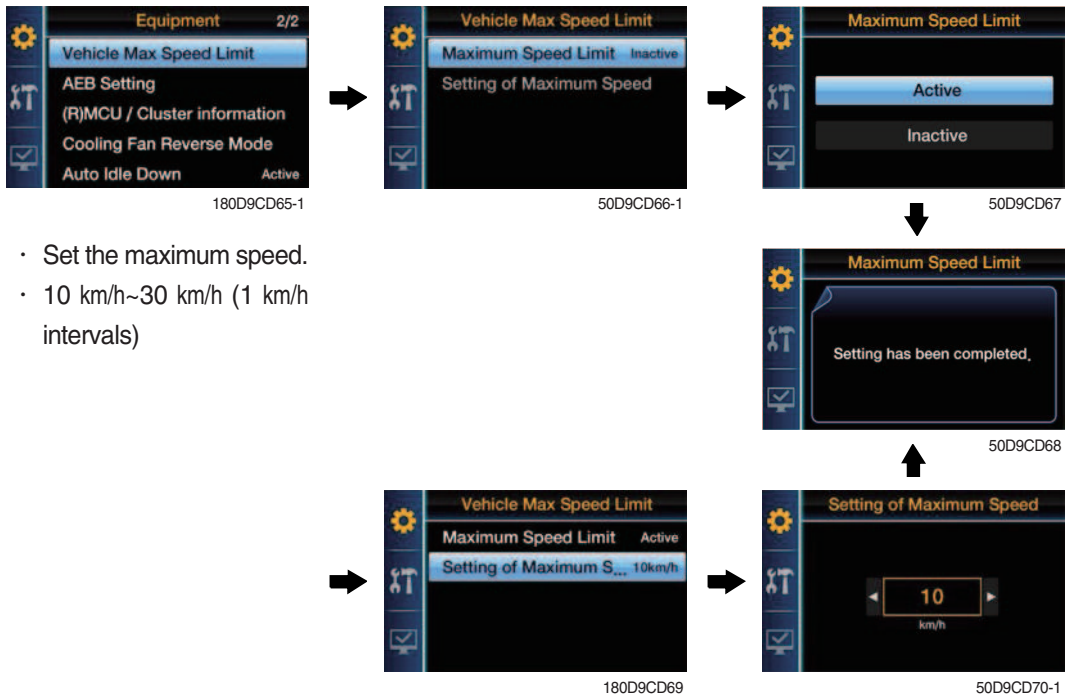 Equipment 2/2
Vehicle Max Speed Limit
AEB Setting
(R)MCU / Cluster information
Cooling Fan Reverse Mode
Auto Idle Down Active
180D9CD65-1
Vehicle Max Speed Limit
Maximum Speed Limit Inactive
Setting of Maximum Speed
50D9CD66-1
Maximum Speed Limit
Active
Inactive
50D9CD67
· Set the maximum speed.
· 10 km/h~30 km/h (1 km/h
intervals)
Maximum Speed Limit
Setting has been completed.
50D9CD68
Vehicle Max Speed Limit
Maximum Speed Limit Active
Setting of Maximum S... 10km/h
180D9CD69
Setting of Maximum Speed
10
km/h
50D9CD70-1